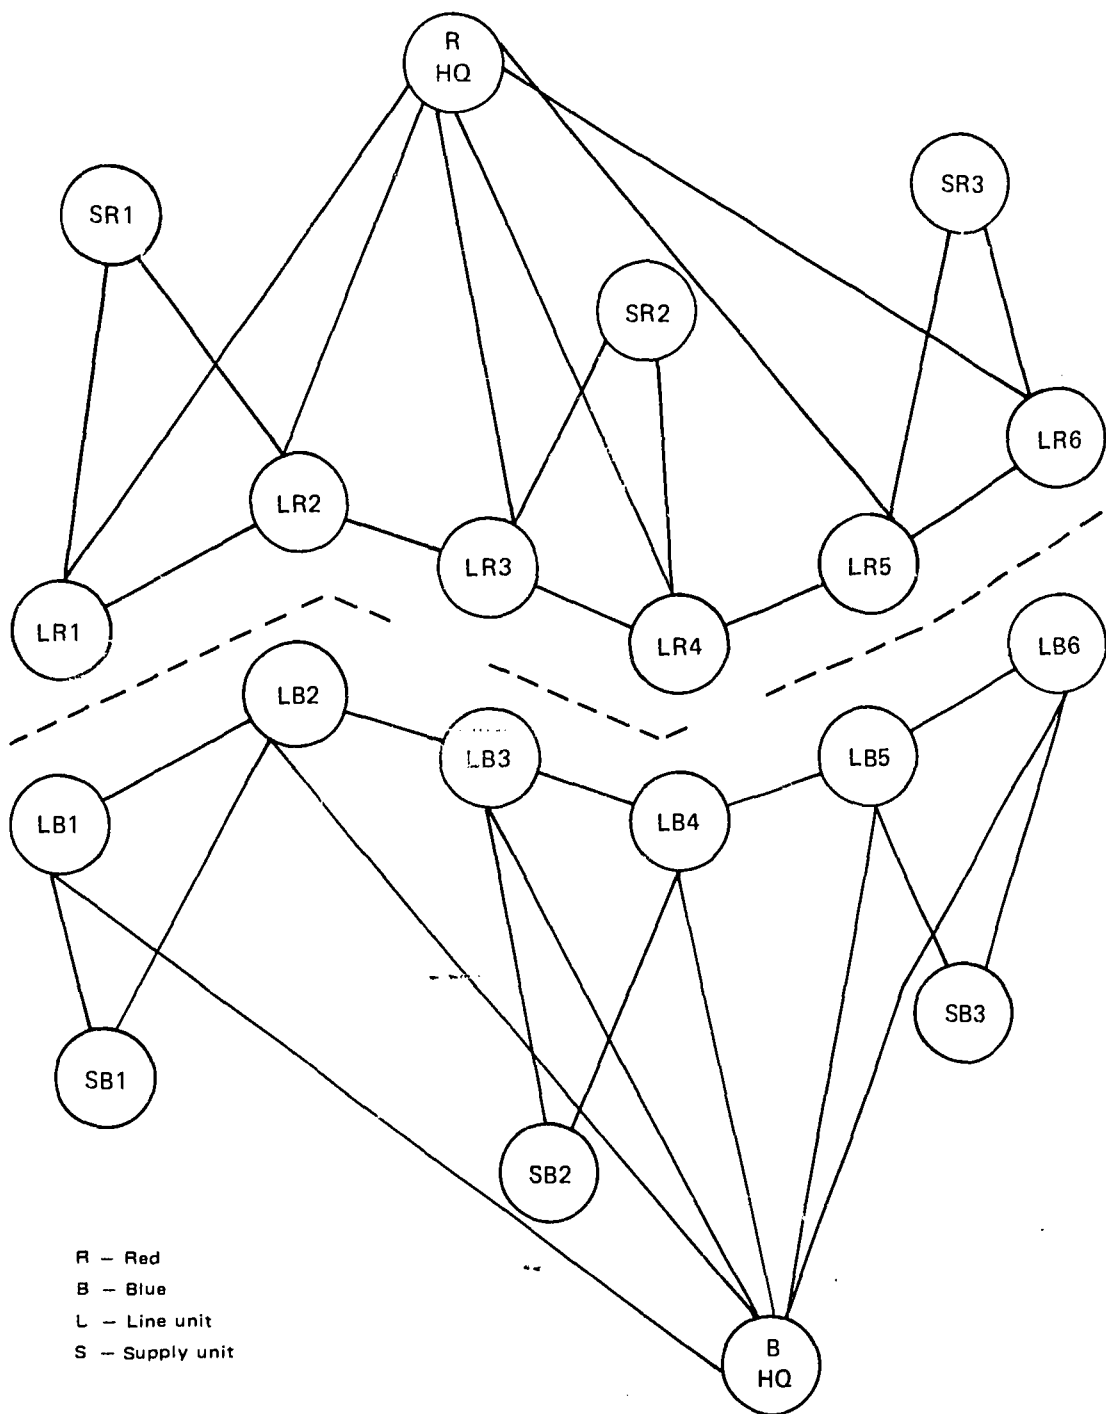 R
HQ
SR3
SR1
SR2
LR6
LR2
LR3
LR5
LR1
LR4
LB6
LB2
LB3
LB5
LB1
LB4
SB3
SB1
SB2
R – Red
B – Blue
L – Line unit
S – Supply unit
B
HQ